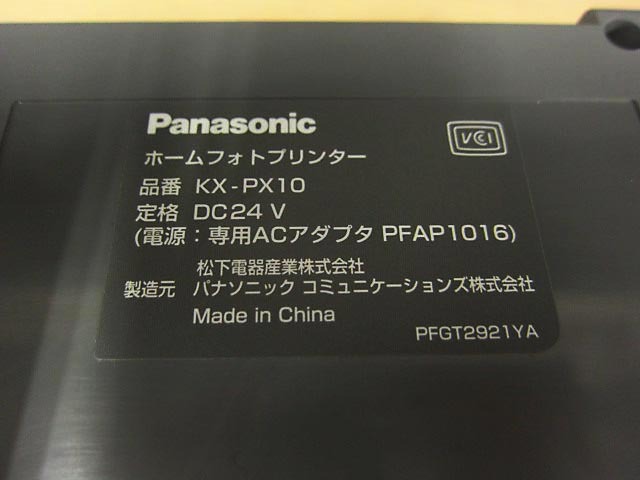 Panasonic
VCI
ホームフォトプリンター
品番 KX-PX10
定格 DC24 V
(電源：専用ACアダプタ PFAP1016)
松下電器産業株式会社
製造元 パナソニック コミュニケーションズ株式会社
Made in China
PFGT2921YA